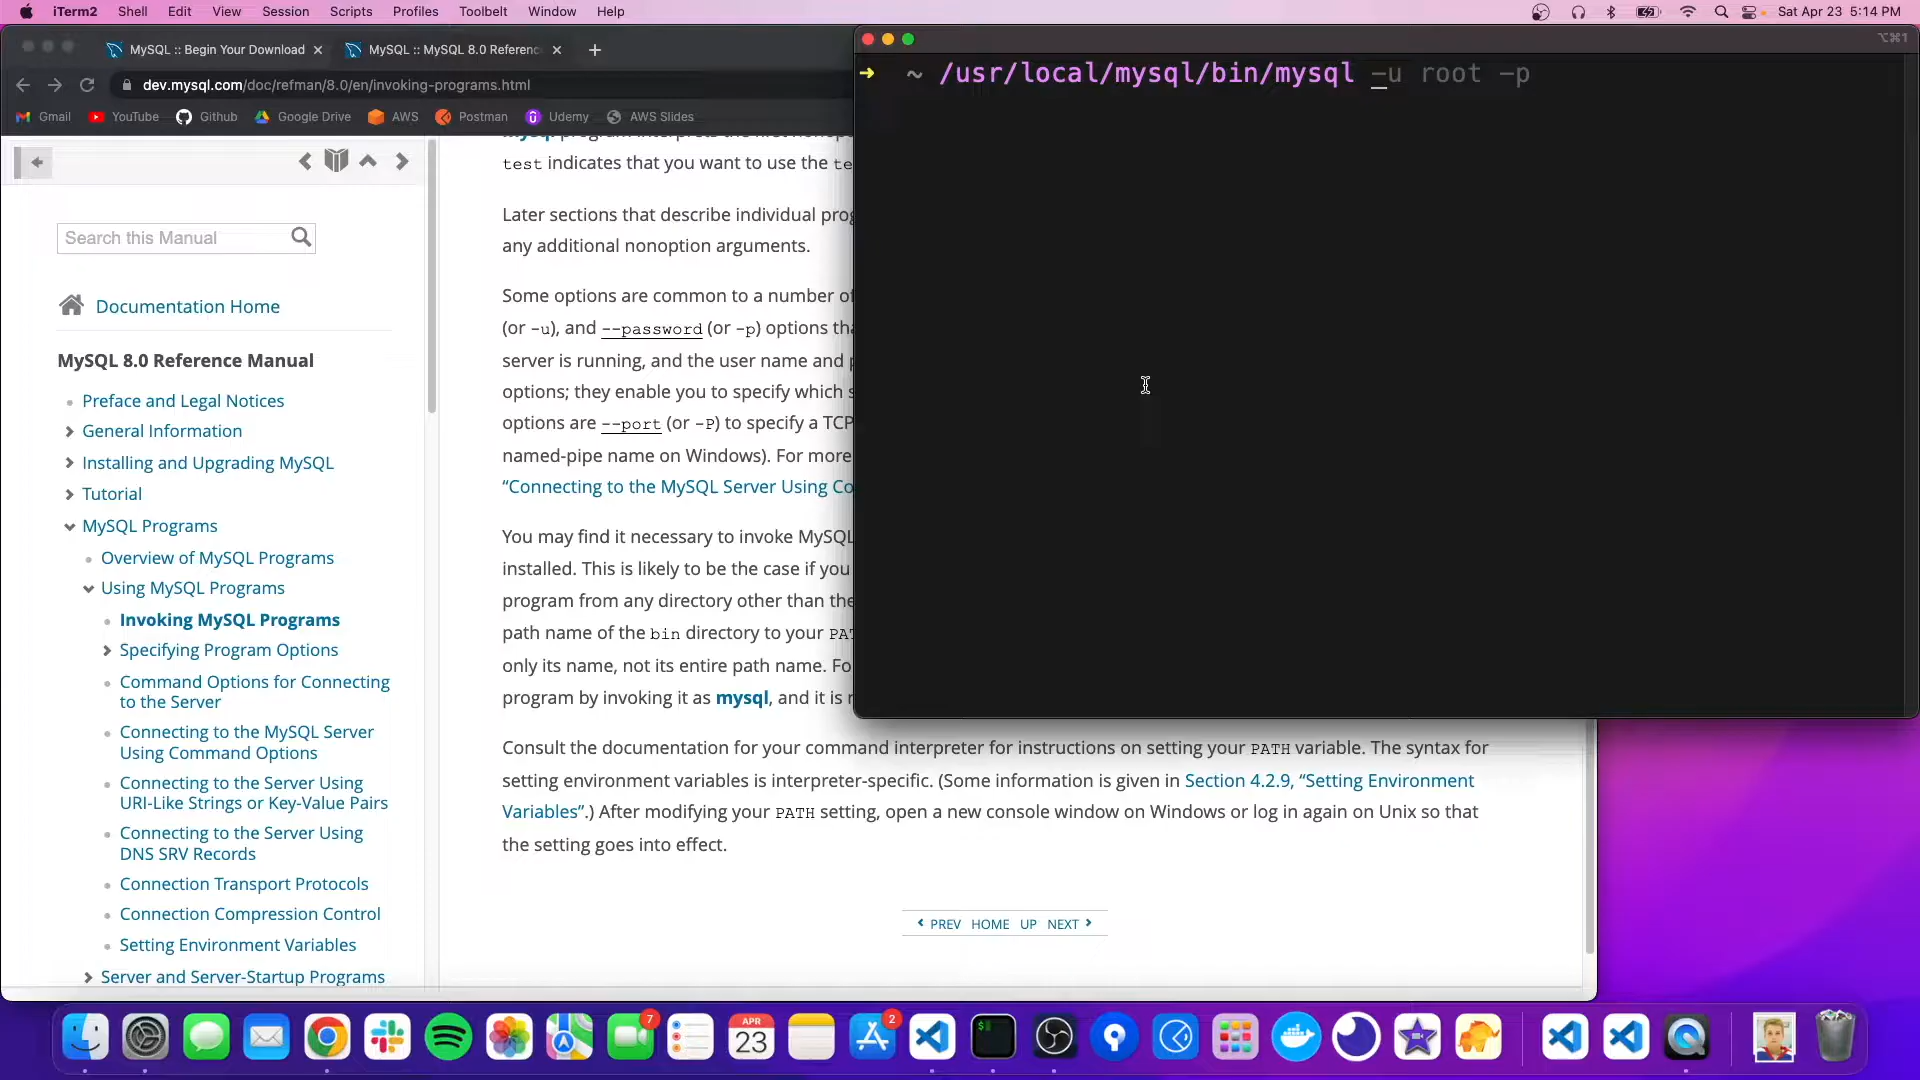 iTerm2 Shell Edit View Session Scripts Profiles Toolbelt Window Help
Sat Apr 23 5:14 PM
MySQL :: Begin Your Download
MySQL :: MySQL 8.0 Referenc
dev.mysql.com/doc/refman/8.0/en/invoking-programs.html
Gmail YouTube Github Google Drive AWS Postman Udemy AWS Slides
⌥⌘1
➜ ~ /usr/local/mysql/bin/mysql -u root -p
Search this Manual
Documentation Home
MySQL 8.0 Reference Manual
Preface and Legal Notices
General Information
Installing and Upgrading MySQL
Tutorial
MySQL Programs
Overview of MySQL Programs
Using MySQL Programs
Invoking MySQL Programs
Specifying Program Options
Command Options for Connecting
to the Server
Connecting to the MySQL Server
Using Command Options
Connecting to the Server Using
URI-Like Strings or Key-Value Pairs
Connecting to the Server Using
DNS SRV Records
Connection Transport Protocols
Connection Compression Control
Setting Environment Variables
Server and Server-Startup Programs
test indicates that you want to use the te
Later sections that describe individual prog
any additional nonoption arguments.
Some options are common to a number of
(or -u), and --password (or -p) options tha
server is running, and the user name and p
options; they enable you to specify which s
options are --port (or -P) to specify a TCP
named-pipe name on Windows). For more
“Connecting to the MySQL Server Using Co
You may find it necessary to invoke MySQL
installed. This is likely to be the case if you
program from any directory other than the
path name of the bin directory to your PAT
only its name, not its entire path name. Fo
program by invoking it as mysql, and it is n
Consult the documentation for your command interpreter for instructions on setting your PATH variable. The syntax for
setting environment variables is interpreter-specific. (Some information is given in Section 4.2.9, “Setting Environment
Variables”.) After modifying your PATH setting, open a new console window on Windows or log in again on Unix so that
the setting goes into effect.
PREV HOME UP NEXT
7
APR
23
2
$